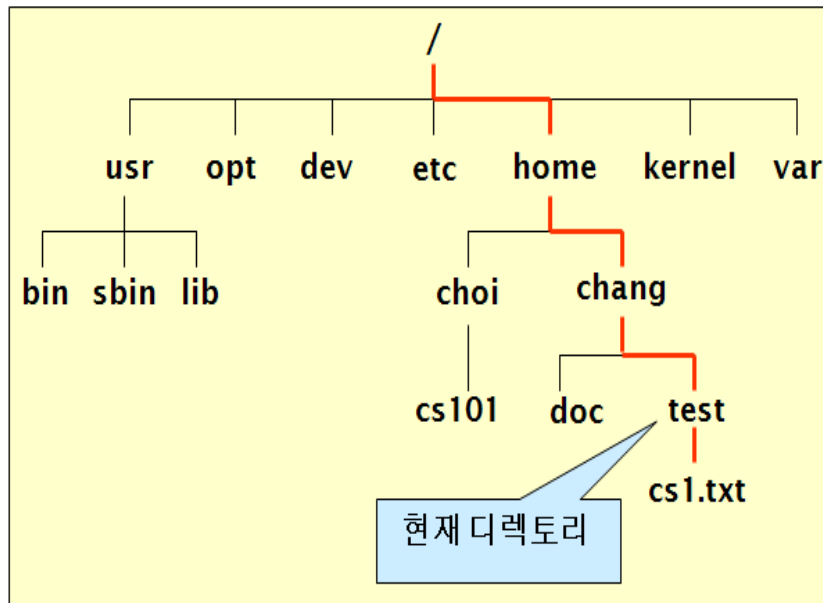 /
usr opt dev etc home kernel var
bin sbin lib choi chang
cs101 doc test
cs1.txt
현재 디렉토리